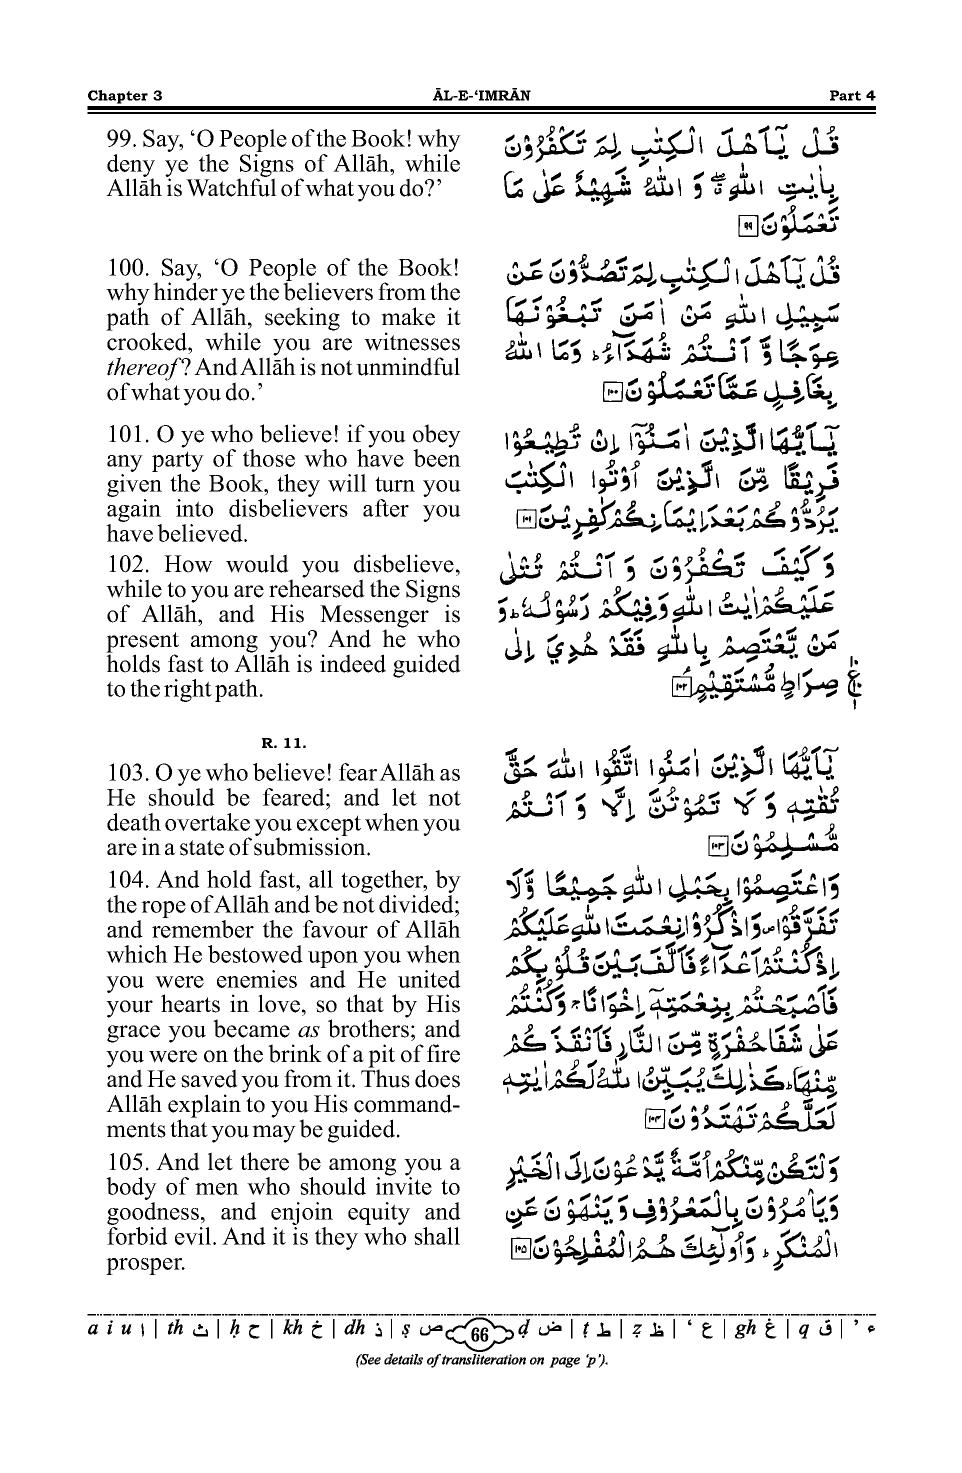 Chapter 3 ĀL-E-‘IMRĀN Part 4
99. Say, ‘O People of the Book! why
deny ye the Signs of Allāh, while
Allāh is Watchful of what you do?’
قُلْ يٰۤاَهْلَ الْكِتٰبِ لِمَ تَكْفُرُوْنَ
بِاٰيٰتِ اللّٰهِ ۖۗ وَ اللّٰهُ شَهِيْدٌ عَلٰى مَا
تَعْمَلُوْنَ ﴿۹۹﴾
100. Say, ‘O People of the Book!
why hinder ye the believers from the
path of Allāh, seeking to make it
crooked, while you are witnesses
thereof? And Allāh is not unmindful
of what you do.’
قُلْ يٰۤاَهْلَ الْكِتٰبِ لِمَ تَصُدُّوْنَ عَنْ
سَبِيْلِ اللّٰهِ مَنْ اٰمَنَ تَبْغُوْنَهَا
عِوَجًا وَّ اَنْتُمْ شُهَدَآءُ ؕ وَمَا اللّٰهُ
بِغَافِلٍ عَمَّا تَعْمَلُوْنَ ﴿۱۰۰﴾
101. O ye who believe! if you obey
any party of those who have been
given the Book, they will turn you
again into disbelievers after you
have believed.
يٰۤاَيُّهَا الَّذِيْنَ اٰمَنُوْۤا اِنْ تُطِيْعُوْا
فَرِيْقًا مِّنَ الَّذِيْنَ اُوْتُوا الْكِتٰبَ
يَرُدُّوْكُمْ بَعْدَ اِيْمَانِكُمْ كٰفِرِيْنَ ﴿۱۰۱﴾
102. How would you disbelieve,
while to you are rehearsed the Signs
of Allāh, and His Messenger is
present among you? And he who
holds fast to Allāh is indeed guided
to the right path.
وَ كَيْفَ تَكْفُرُوْنَ وَ اَنْتُمْ تُتْلٰى
عَلَيْكُمْ اٰيٰتُ اللّٰهِ وَ فِيْكُمْ رَسُوْلُهٗ ؕ وَ
مَنْ يَّعْتَصِمْ بِاللّٰهِ فَقَدْ هُدِيَ اِلٰى
صِرَاطٍ مُّسْتَقِيْمٍ ﴿۱۰۲﴾
R. 11.
103. O ye who believe! fear Allāh as
He should be feared; and let not
death overtake you except when you
are in a state of submission.
يٰۤاَيُّهَا الَّذِيْنَ اٰمَنُوا اتَّقُوا اللّٰهَ حَقَّ
تُقٰتِهٖ وَ لَا تَمُوْتُنَّ اِلَّا وَ اَنْتُمْ
مُّسْلِمُوْنَ ﴿۱۰۳﴾
104. And hold fast, all together, by
the rope of Allāh and be not divided;
and remember the favour of Allāh
which He bestowed upon you when
you were enemies and He united
your hearts in love, so that by His
grace you became as brothers; and
you were on the brink of a pit of fire
and He saved you from it. Thus does
Allāh explain to you His command-
ments that you may be guided.
وَاعْتَصِمُوْا بِحَبْلِ اللّٰهِ جَمِيْعًا وَّلَا
تَفَرَّقُوْا ۪ وَاذْكُرُوْا نِعْمَتَ اللّٰهِ عَلَيْكُمْ
اِذْ كُنْتُمْ اَعْدَآءً فَاَلَّفَ بَيْنَ قُلُوْبِكُمْ
فَاَصْبَحْتُمْ بِنِعْمَتِهٖۤ اِخْوَانًا ۚ وَكُنْتُمْ
عَلٰى شَفَا حُفْرَةٍ مِّنَ النَّارِ فَاَنْقَذَكُمْ
مِّنْهَا ؕ كَذٰلِكَ يُبَيِّنُ اللّٰهُ لَكُمْ اٰيٰتِهٖ
لَعَلَّكُمْ تَهْتَدُوْنَ ﴿۱۰۴﴾
105. And let there be among you a
body of men who should invite to
goodness, and enjoin equity and
forbid evil. And it is they who shall
prosper.
وَلْتَكُنْ مِّنْكُمْ اُمَّةٌ يَّدْعُوْنَ اِلَى الْخَيْرِ
وَيَاْمُرُوْنَ بِالْمَعْرُوْفِ وَ يَنْهَوْنَ عَنِ
الْمُنْكَرِ ؕ وَاُولٰٓئِكَ هُمُ الْمُفْلِحُوْنَ ﴿۱۰۵﴾
a i u ا | th ث | ḥ ح | kh خ | dh ذ | ṣ ص 66 ḍ ض | ṭ ط | ẓ ظ | ‘ ع | gh غ | q ق | ’ ء
(See details of transliteration on page ‘p’).